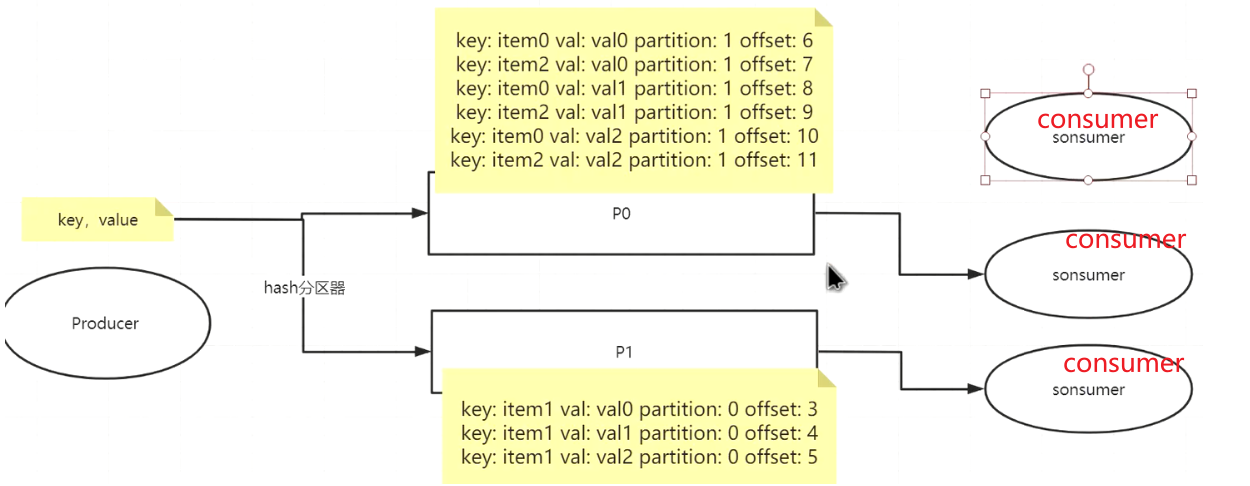 key: item0 val: val0 partition: 1 offset: 6
key: item2 val: val0 partition: 1 offset: 7
key: item0 val: val1 partition: 1 offset: 8
key: item2 val: val1 partition: 1 offset: 9
key: item0 val: val2 partition: 1 offset: 10
key: item2 val: val2 partition: 1 offset: 11
consumer
sonsumer
key，value
P0
consumer
sonsumer
hash分区器
Producer
P1
consumer
sonsumer
key: item1 val: val0 partition: 0 offset: 3
key: item1 val: val1 partition: 0 offset: 4
key: item1 val: val2 partition: 0 offset: 5